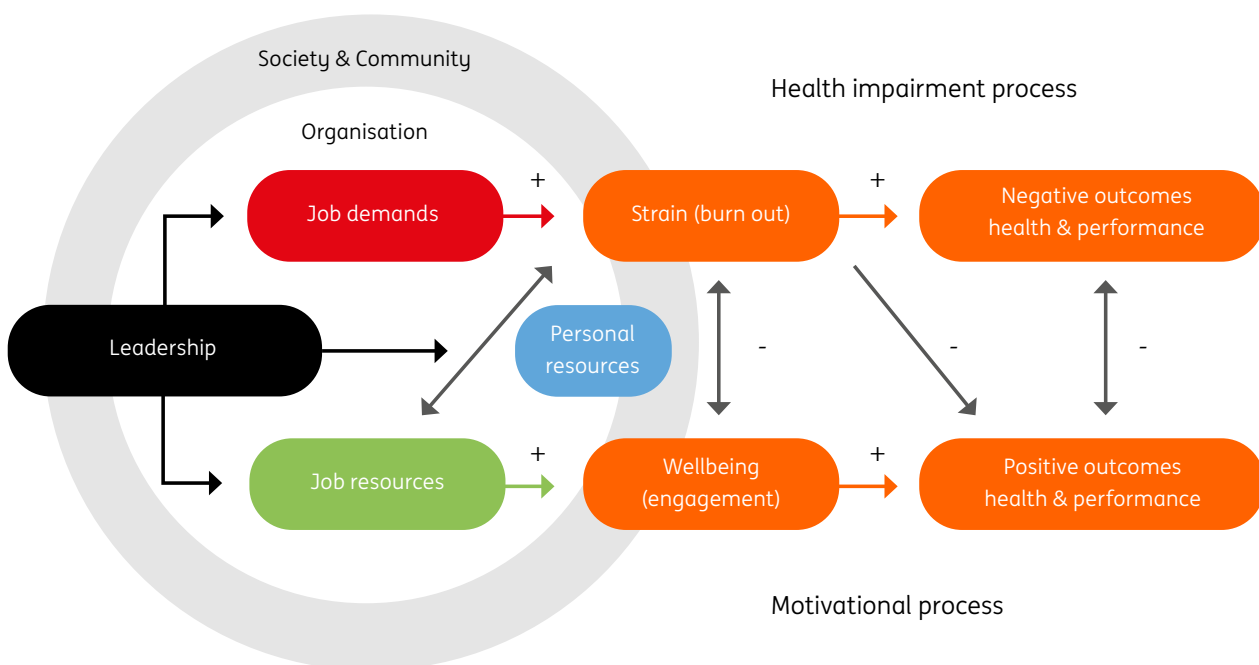 Society & Community
Health impairment process
Organisation
+
+
Job demands
Strain (burn out)
Negative outcomes
health & performance
Leadership
Personal
resources
-
-
-
+
+
Job resources
Wellbeing
(engagement)
Positive outcomes
health & performance
Motivational process